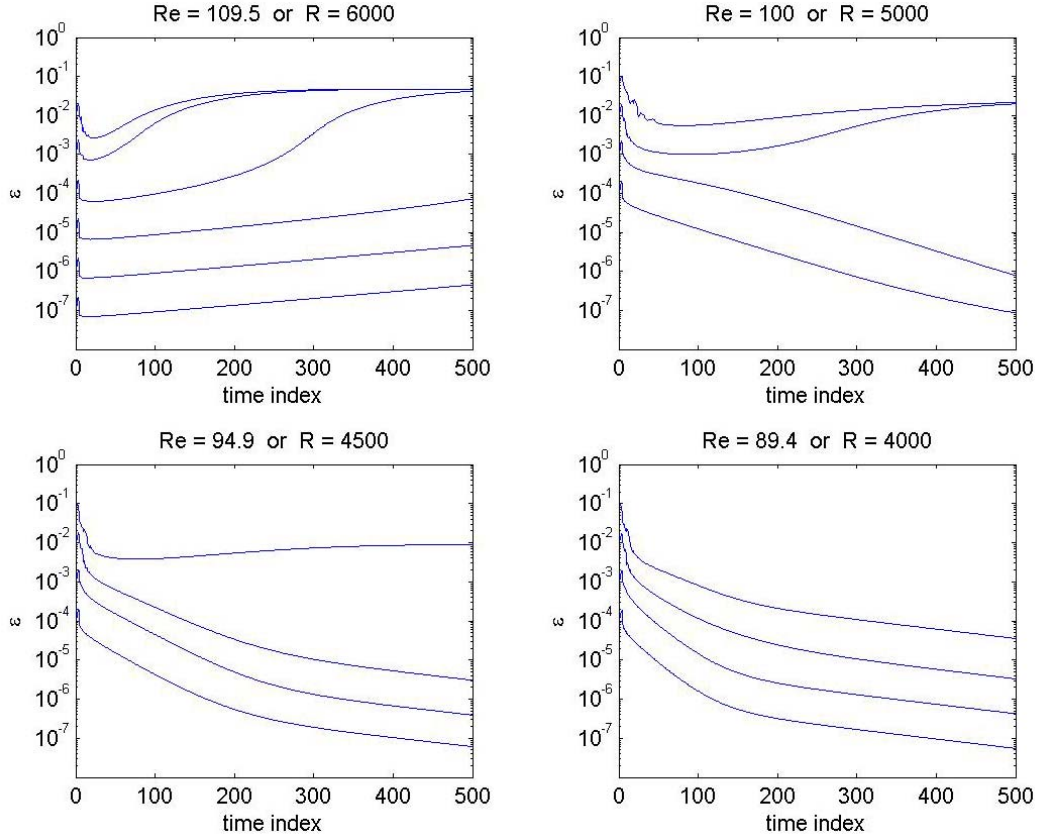 Re = 109.5 or R = 6000
10^0
10^-1
10^-2
10^-3
10^-4
10^-5
10^-6
10^-7
ε
0 100 200 300 400 500
time index
Re = 100 or R = 5000
10^0
10^-1
10^-2
10^-3
10^-4
10^-5
10^-6
10^-7
ε
0 100 200 300 400 500
time index
Re = 94.9 or R = 4500
10^0
10^-1
10^-2
10^-3
10^-4
10^-5
10^-6
10^-7
ε
0 100 200 300 400 500
time index
Re = 89.4 or R = 4000
10^0
10^-1
10^-2
10^-3
10^-4
10^-5
10^-6
10^-7
ε
0 100 200 300 400 500
time index